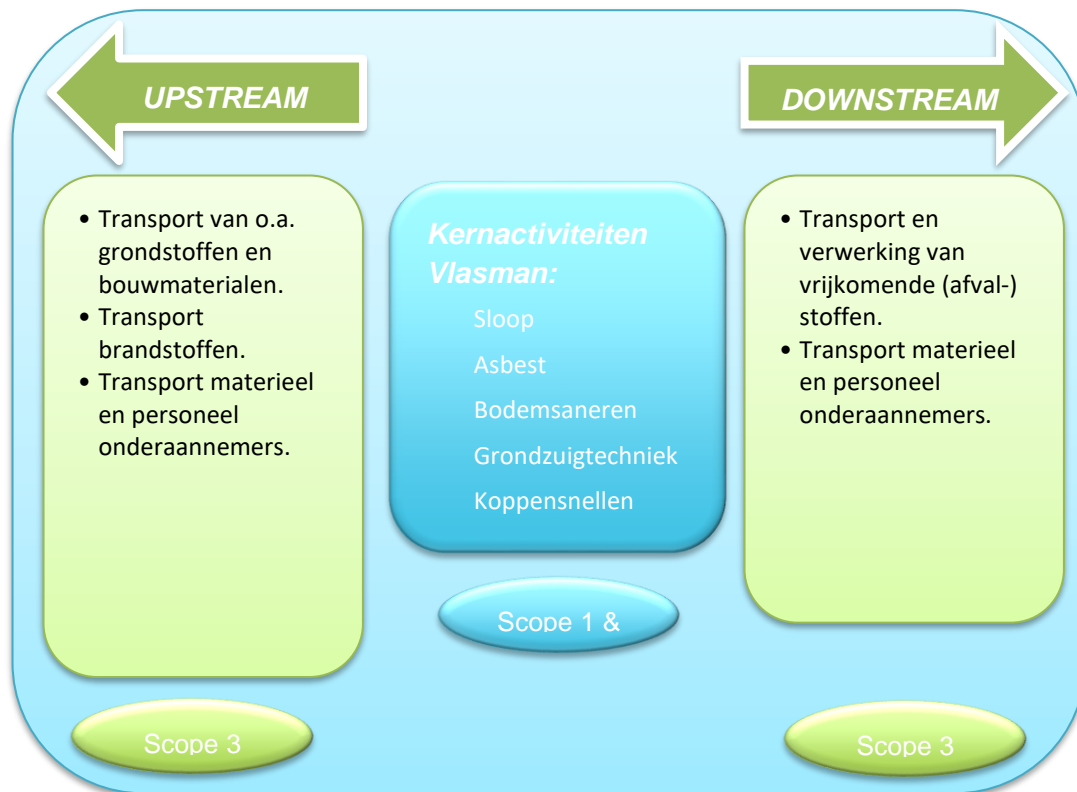 UPSTREAM
DOWNSTREAM
• Transport van o.a.
grondstoffen en
bouwmaterialen.
• Transport
brandstoffen.
• Transport materieel
en personeel
onderaannemers.
Kernactiviteiten
Vlasman:
Sloop
Asbest
Bodemsaneren
Grondzuigtechniek
Koppensnellen
• Transport en
verwerking van
vrijkomende (afval-)
stoffen.
• Transport materieel
en personeel
onderaannemers.
Scope 1 &
Scope 3
Scope 3